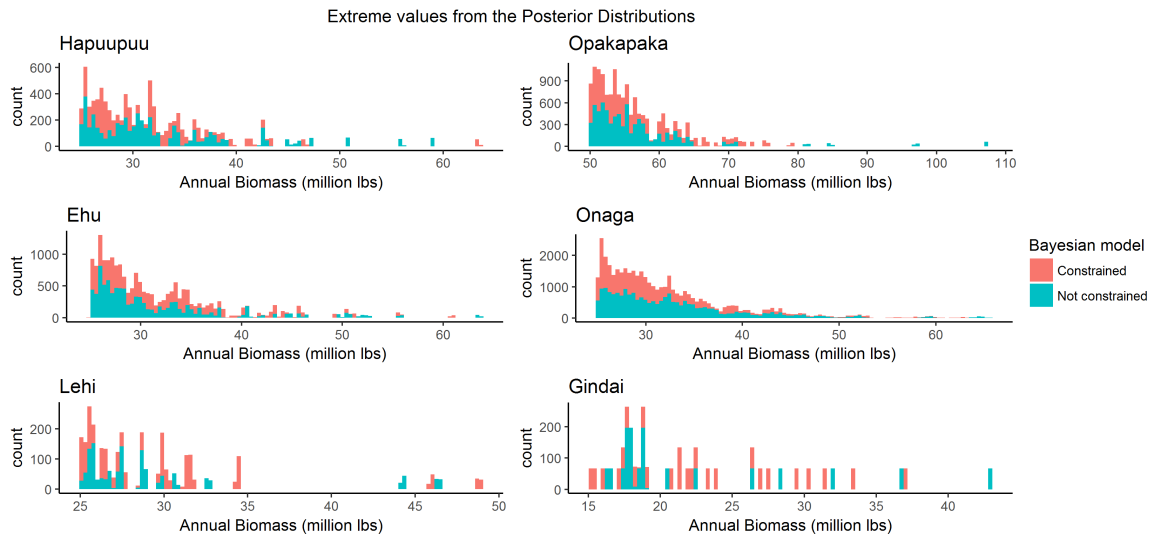 Extreme values from the Posterior Distributions
Hapuupuu
count
600
400
200
0
30
40
50
60
Annual Biomass (million lbs)
Opakapaka
count
900
600
300
0
50
60
70
80
90
100
110
Annual Biomass (million lbs)
Ehu
count
1000
500
0
30
40
50
60
Annual Biomass (million lbs)
Onaga
count
2000
1000
0
30
40
50
60
Annual Biomass (million lbs)
Bayesian model
Constrained
Not constrained
Lehi
count
200
100
0
25
30
35
40
45
50
Annual Biomass (million lbs)
Gindai
count
200
100
0
15
20
25
30
35
40
Annual Biomass (million lbs)